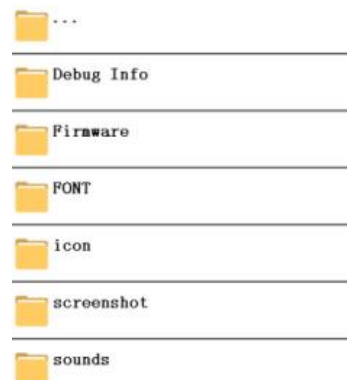 ...
Debug Info
Firmware
FONT
icon
screenshot
sounds